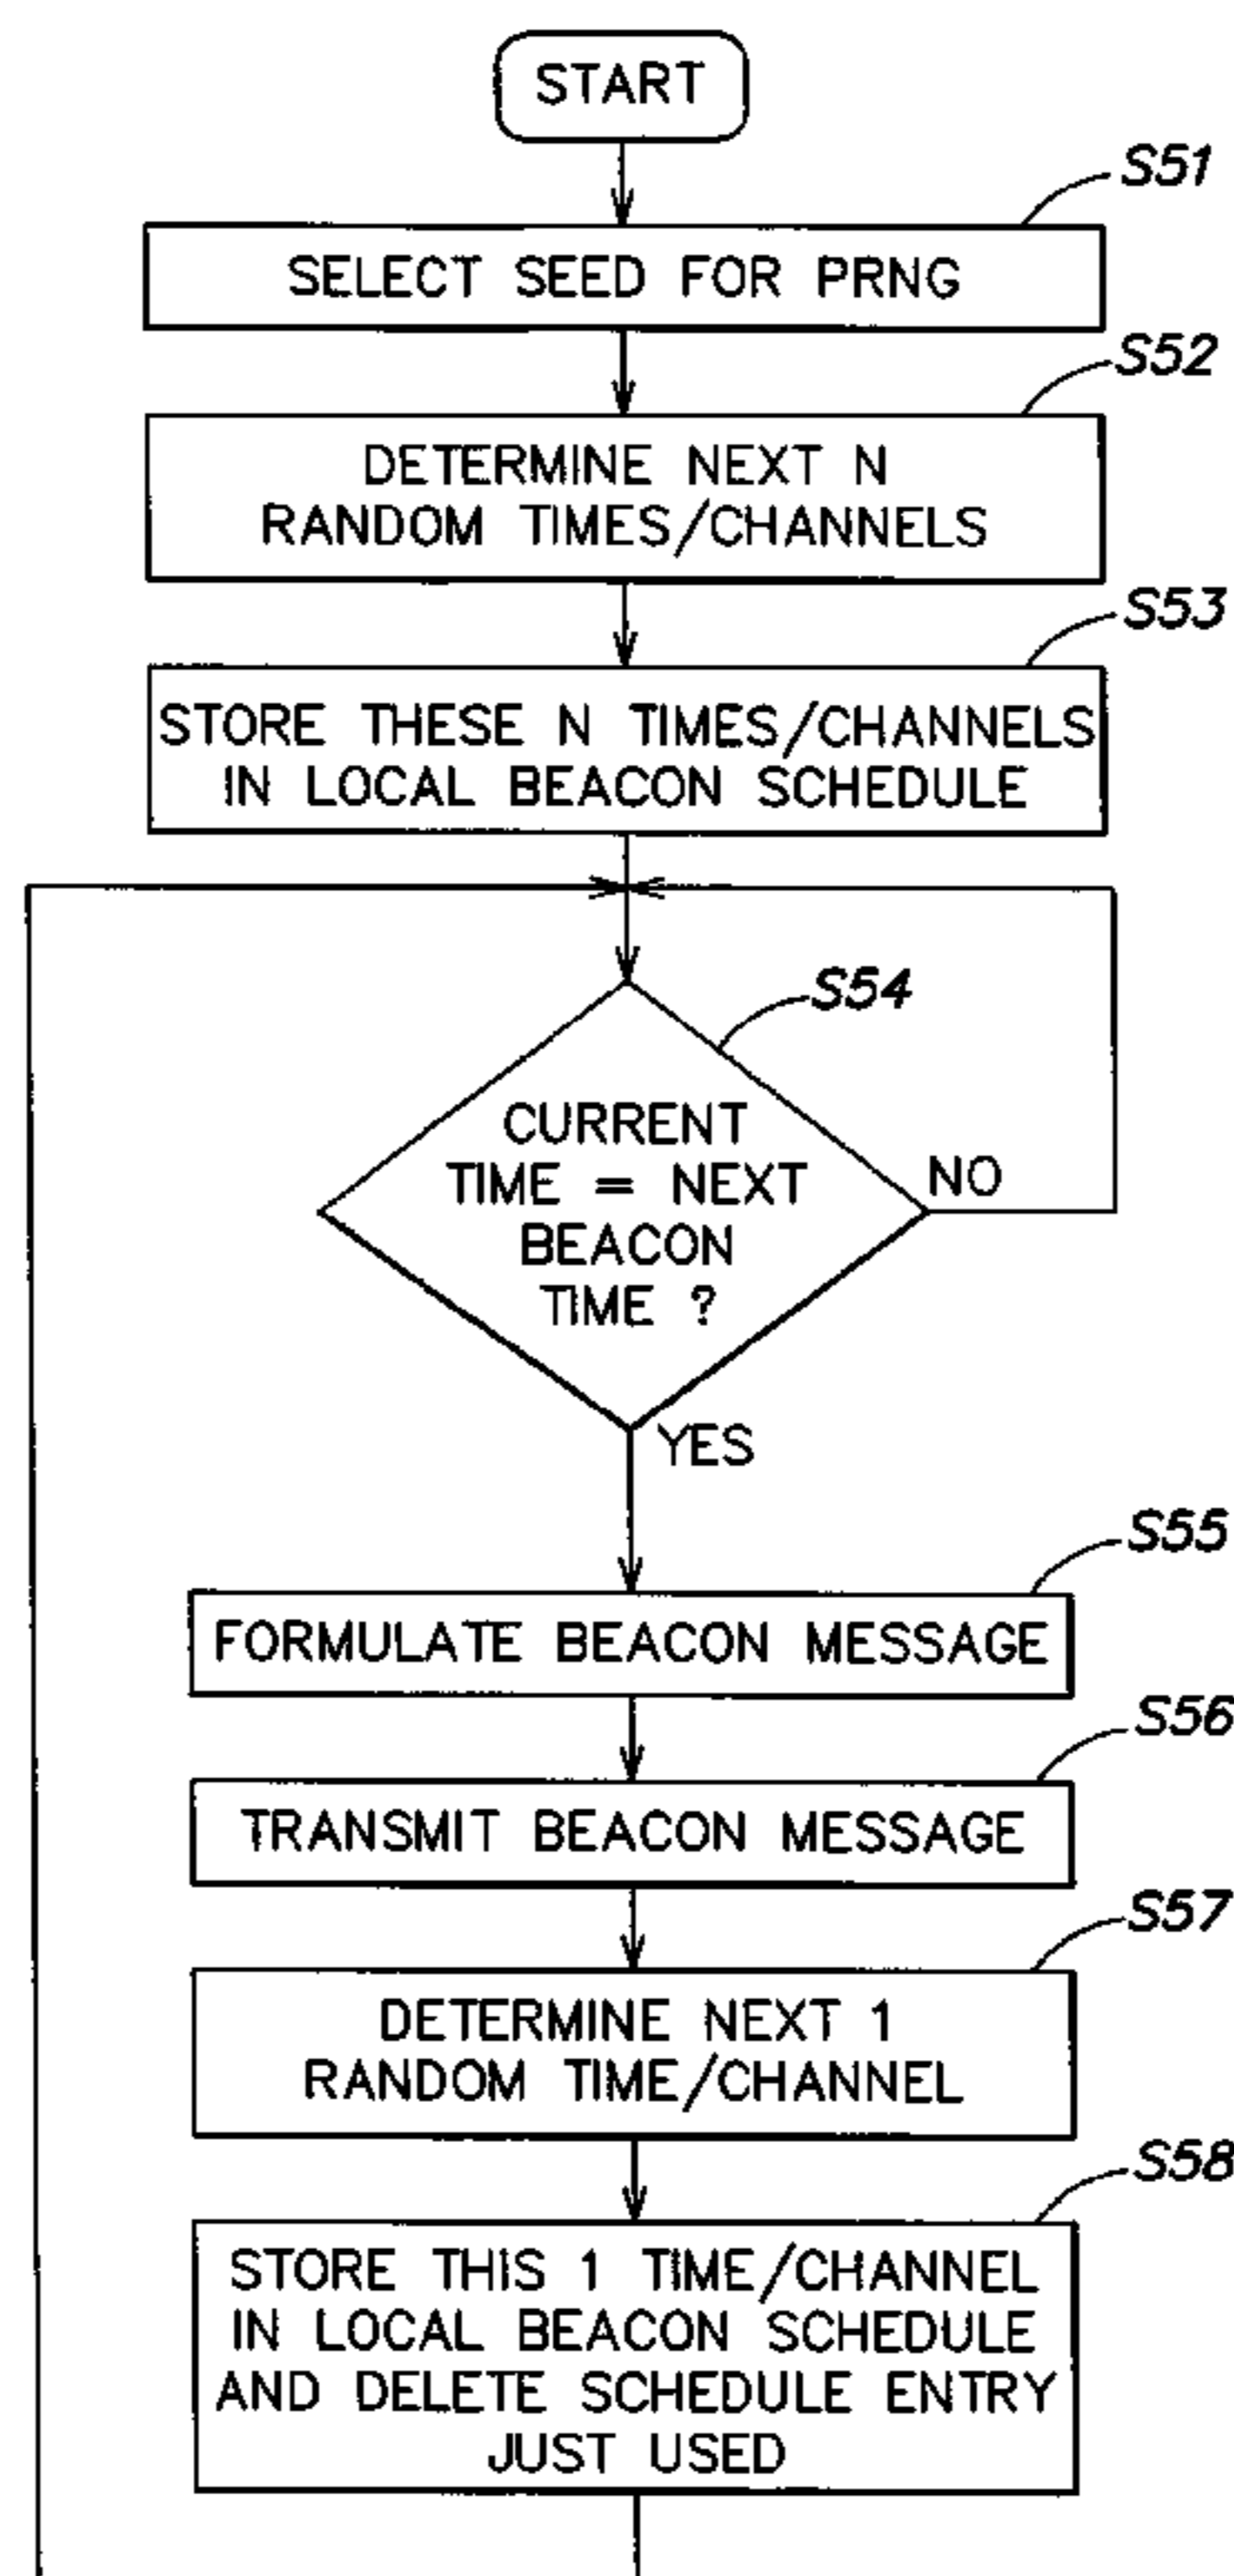 START
S51
SELECT SEED FOR PRNG
S52
DETERMINE NEXT N
RANDOM TIMES/CHANNELS
S53
STORE THESE N TIMES/CHANNELS
IN LOCAL BEACON SCHEDULE
S54
CURRENT
TIME = NEXT
BEACON
TIME ?
NO
YES
S55
FORMULATE BEACON MESSAGE
S56
TRANSMIT BEACON MESSAGE
S57
DETERMINE NEXT 1
RANDOM TIME/CHANNEL
S58
STORE THIS 1 TIME/CHANNEL
IN LOCAL BEACON SCHEDULE
AND DELETE SCHEDULE ENTRY
JUST USED